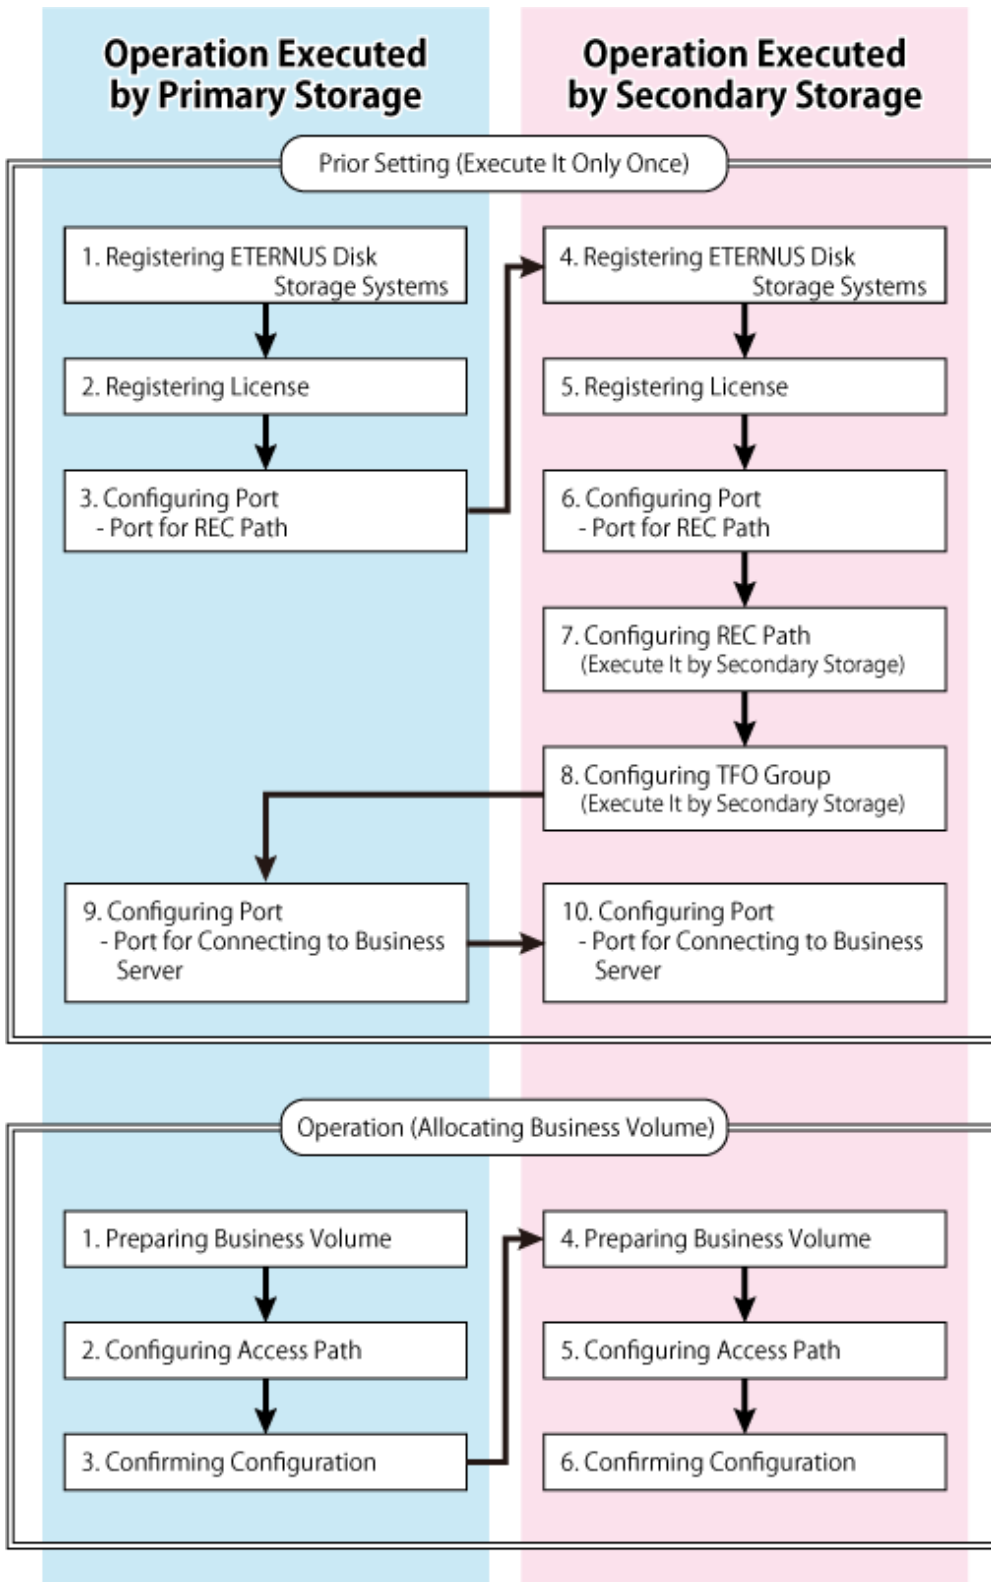 Operation Executed
by Primary Storage
Operation Executed
by Secondary Storage
Prior Setting (Execute It Only Once)
1. Registering ETERNUS Disk
Storage Systems
2. Registering License
3. Configuring Port
- Port for REC Path
4. Registering ETERNUS Disk
Storage Systems
5. Registering License
6. Configuring Port
- Port for REC Path
7. Configuring REC Path
(Execute It by Secondary Storage)
8. Configuring TFO Group
(Execute It by Secondary Storage)
9. Configuring Port
- Port for Connecting to Business
Server
10. Configuring Port
- Port for Connecting to Business
Server
Operation (Allocating Business Volume)
1. Preparing Business Volume
2. Configuring Access Path
3. Confirming Configuration
4. Preparing Business Volume
5. Configuring Access Path
6. Confirming Configuration